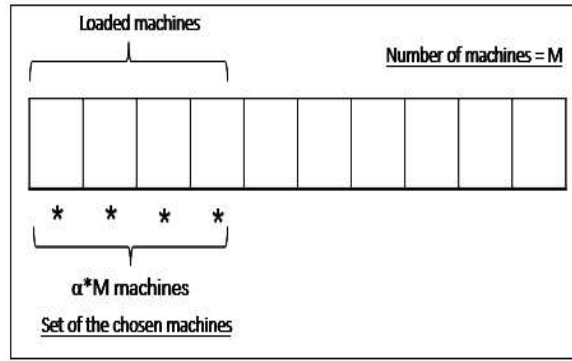 Loaded machines
Number of machines = M
* * * *
α*M machines
Set of the chosen machines